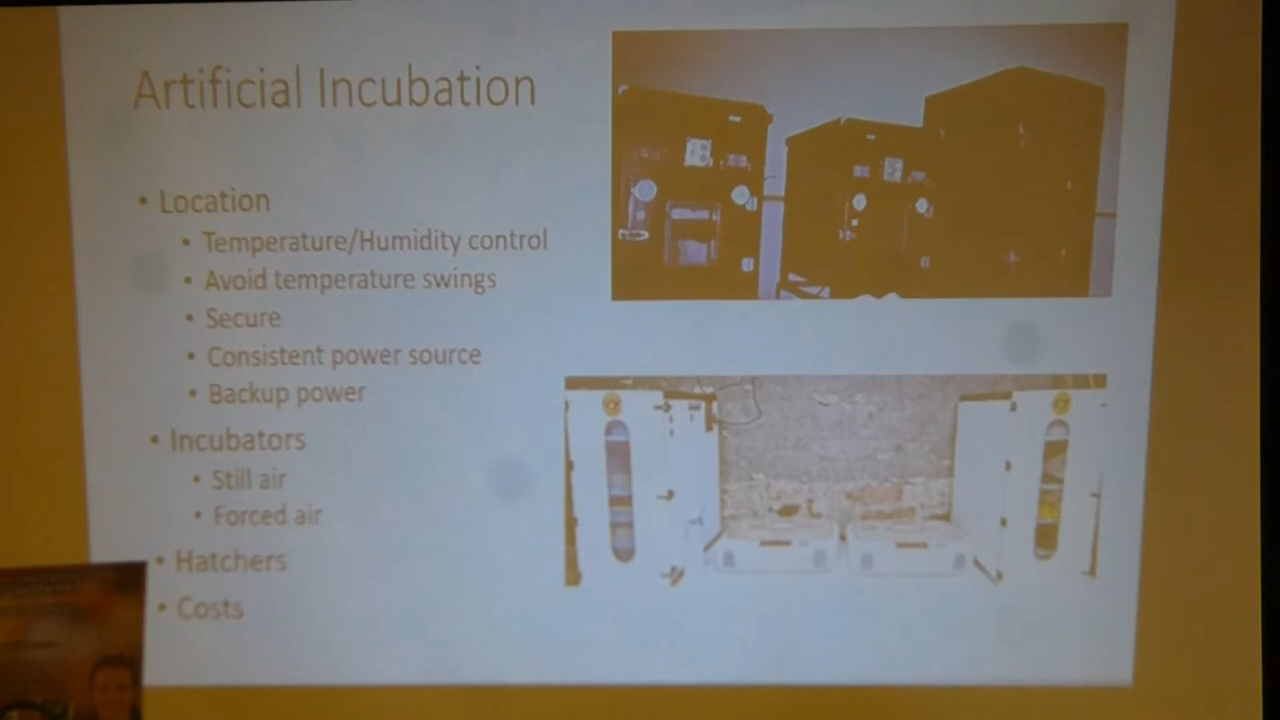 Artificial Incubation
• Location
• Temperature/Humidity control
• Avoid temperature swings
• Secure
• Consistent power source
• Backup power
• Incubators
• Still air
• Forced air
• Hatchers
• Costs